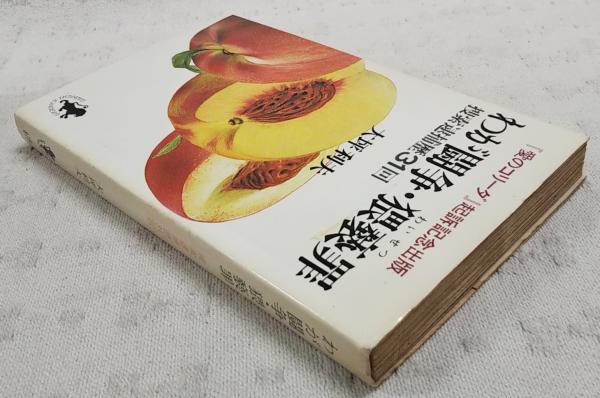 『愛のコリーダ』起訴記念出版
わが闘争・猥褻罪
わいせつ
捜索逮捕歴31回
大坪利夫
わが闘争・猥褻罪